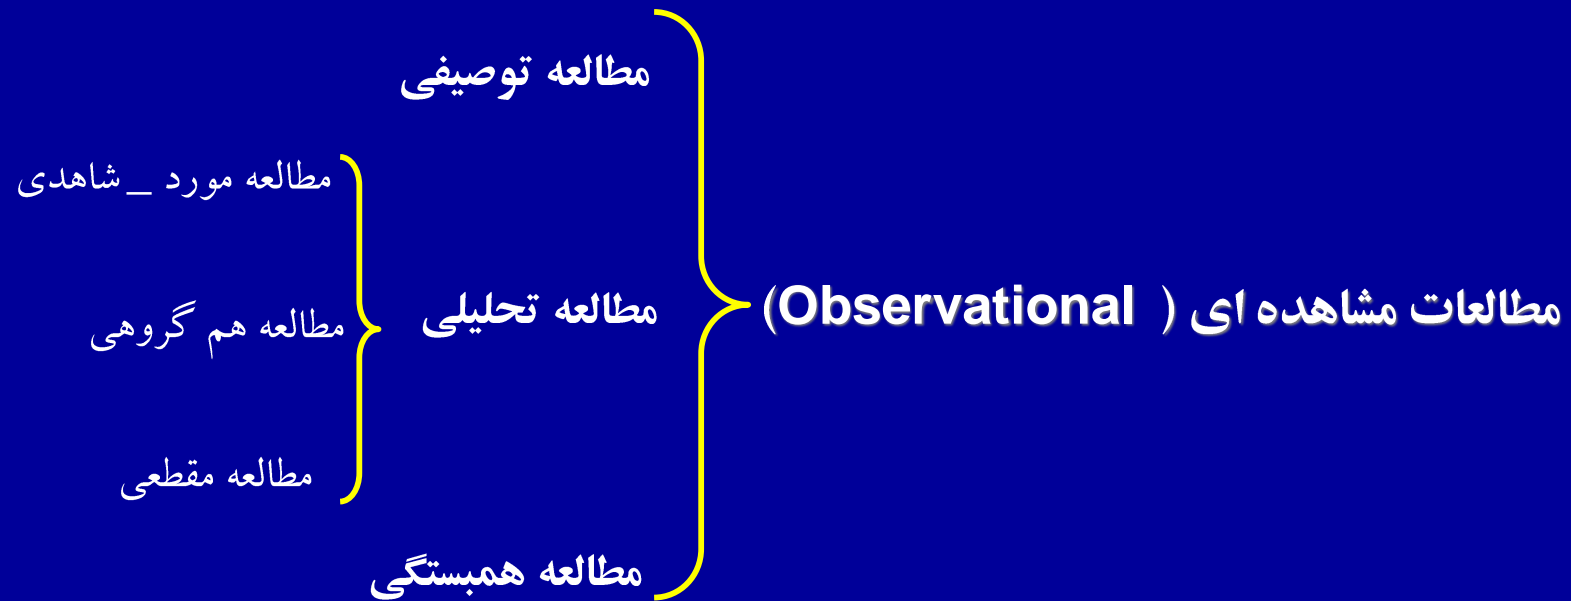 مطالعات مشاهده ای ( Observational)
مطالعه توصیفی
مطالعه تحلیلی
مطالعه مورد _ شاهدی
مطالعه هم گروهی
مطالعه مقطعی
مطالعه همبستگی